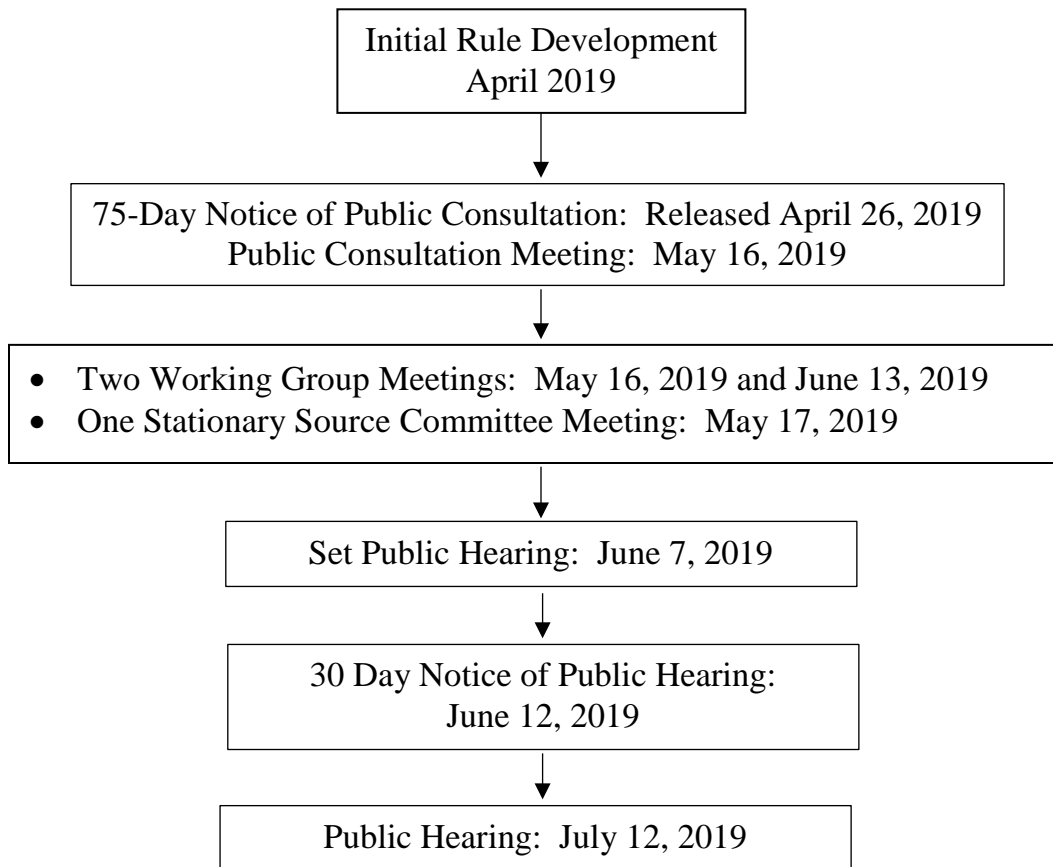 Initial Rule Development
April 2019
75-Day Notice of Public Consultation:  Released April 26, 2019
Public Consultation Meeting:  May 16, 2019
• Two Working Group Meetings:  May 16, 2019 and June 13, 2019
• One Stationary Source Committee Meeting:  May 17, 2019
Set Public Hearing:  June 7, 2019
30 Day Notice of Public Hearing:
June 12, 2019
Public Hearing:  July 12, 2019